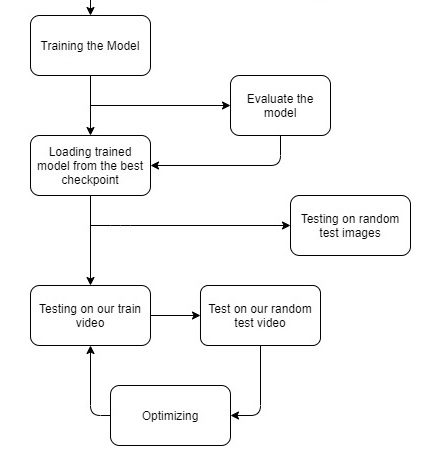 Training the Model
Evaluate the
model
Loading trained
model from the best
checkpoint
Testing on random
test images
Testing on our train
video
Test on our random
test video
Optimizing